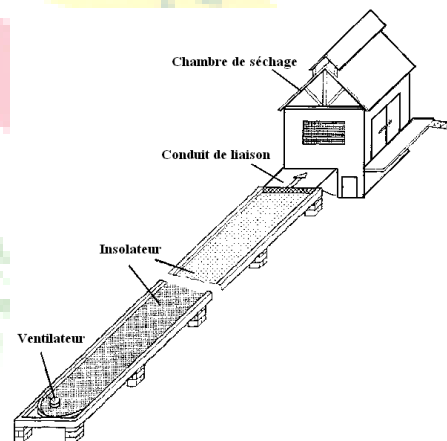 Chambre de séchage
Conduit de liaison
Insolateur
Ventilateur